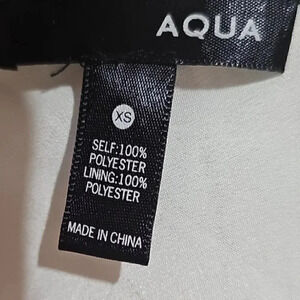 AQUA
XS
SELF:100%
POLYESTER
LINING:100%
POLYESTER
MADE IN CHINA